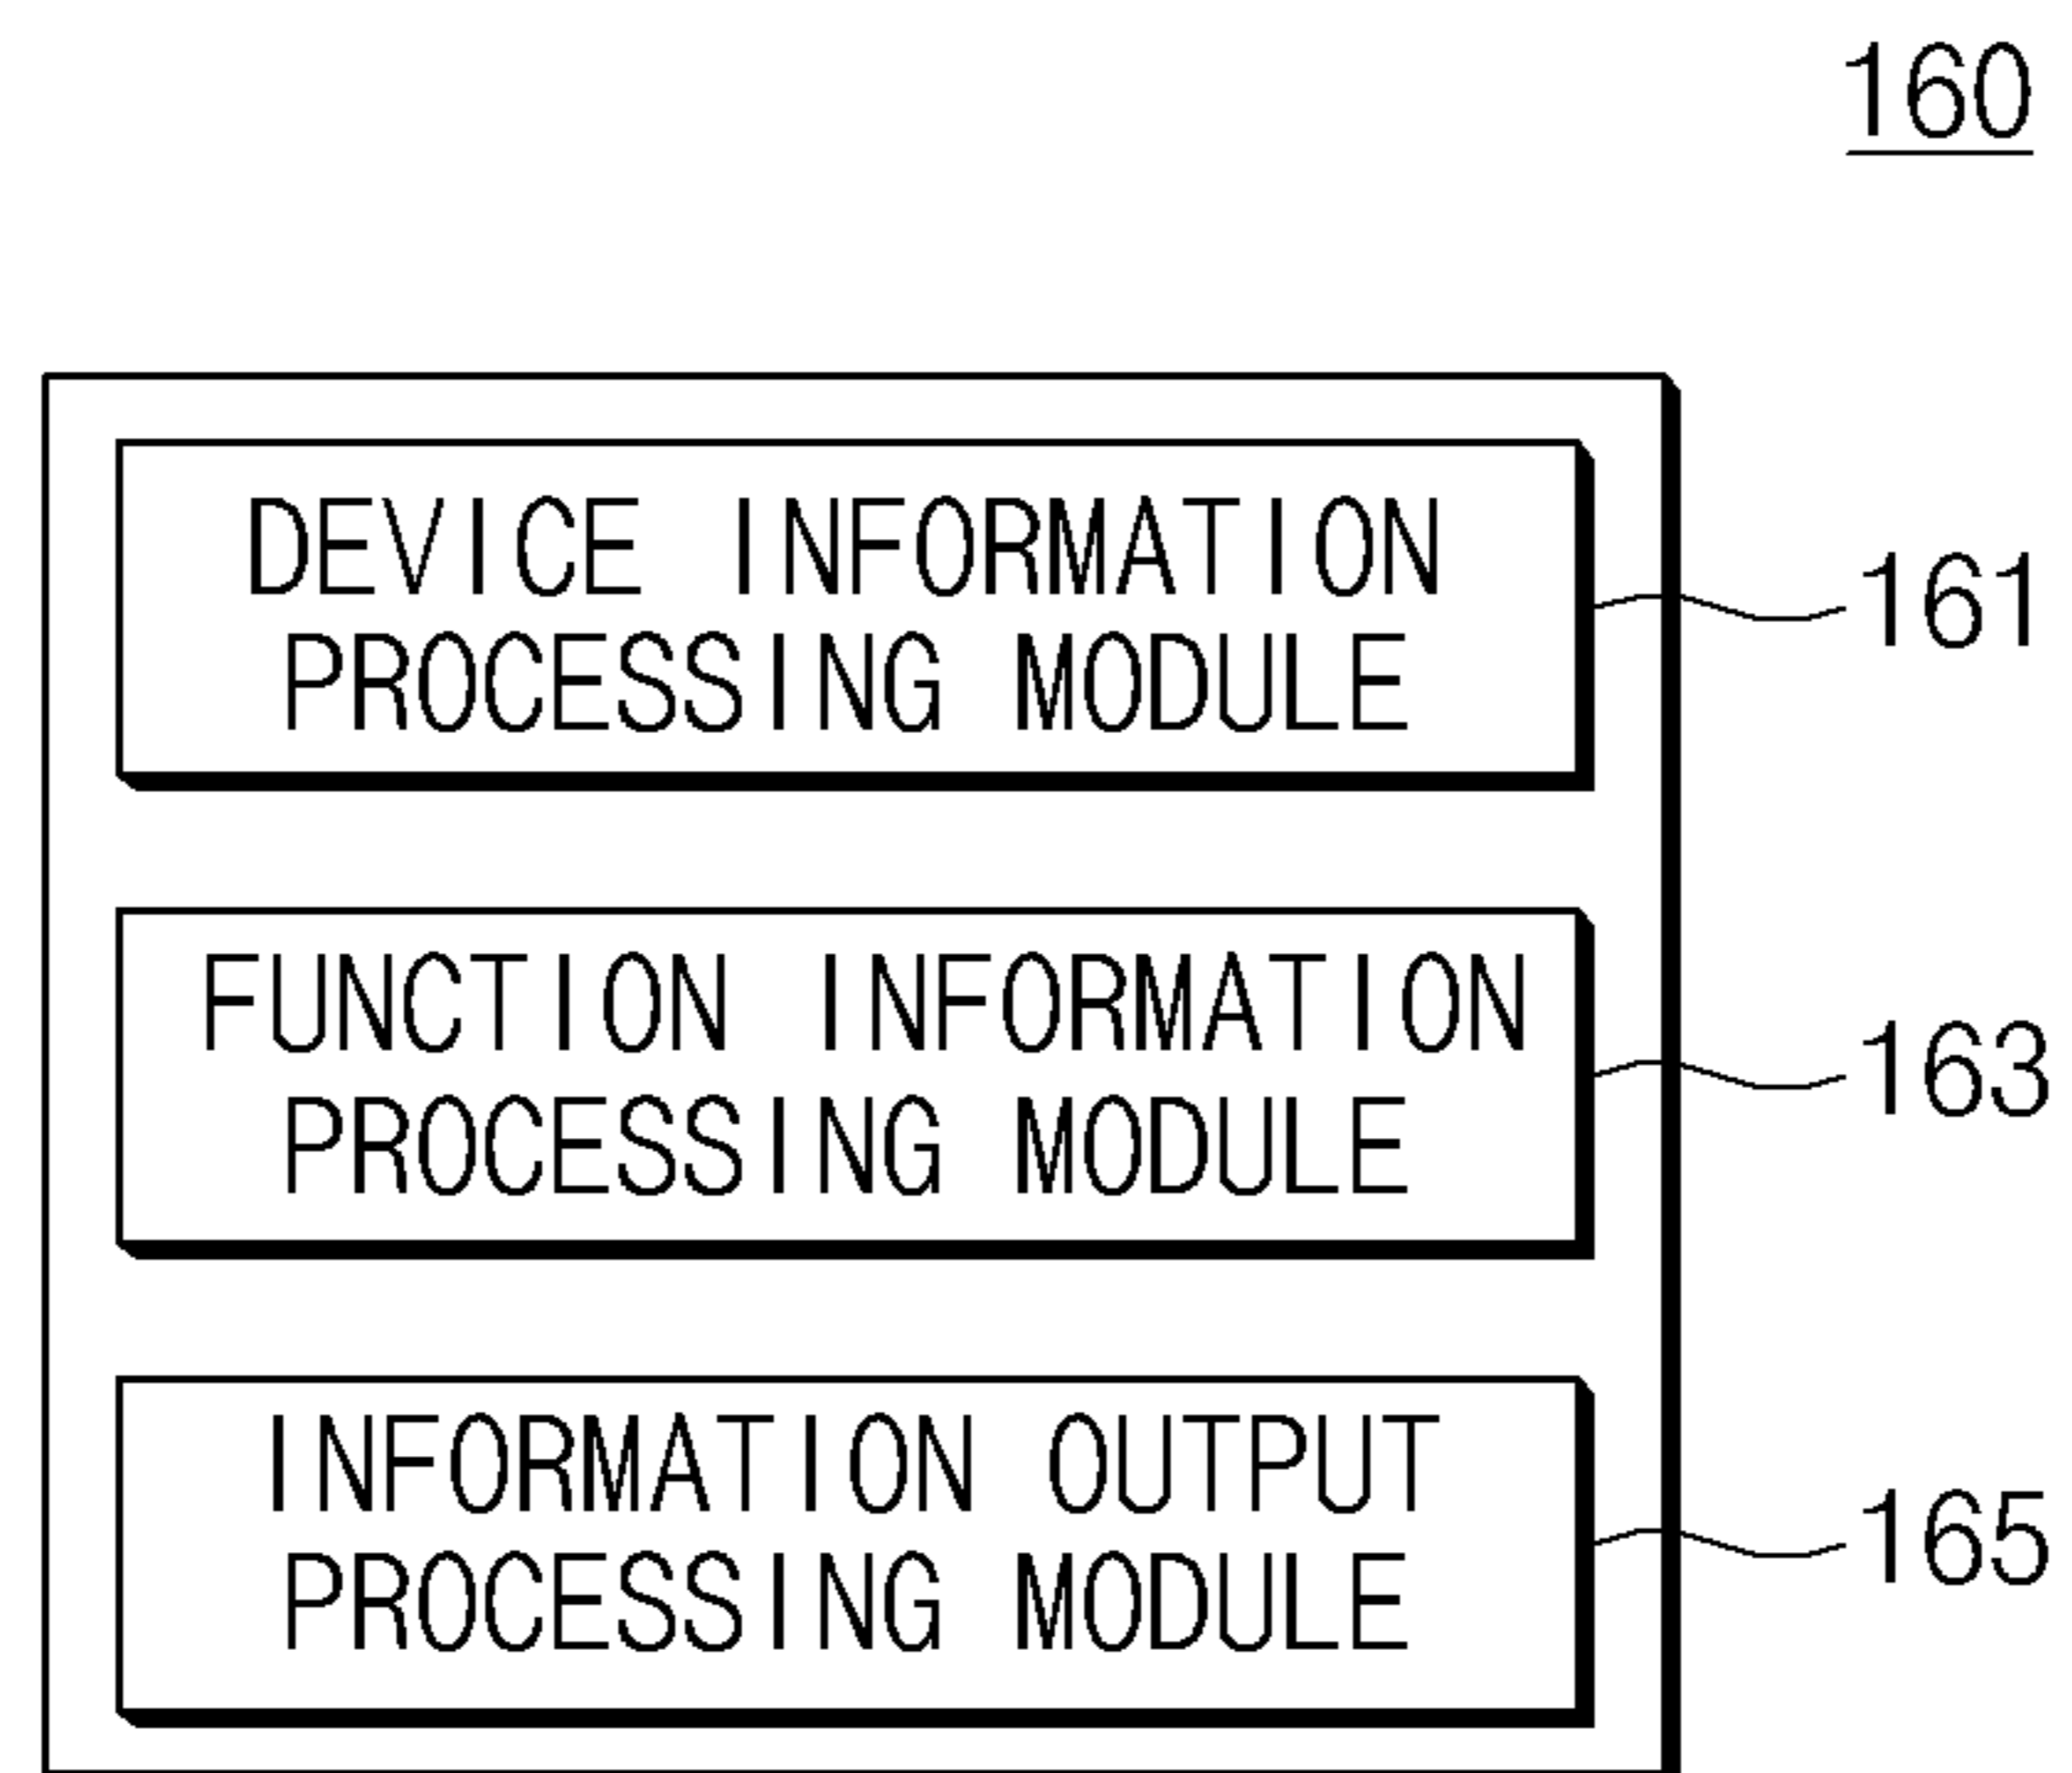 160
DEVICE INFORMATION
PROCESSING MODULE
161
FUNCTION INFORMATION
PROCESSING MODULE
163
INFORMATION OUTPUT
PROCESSING MODULE
165